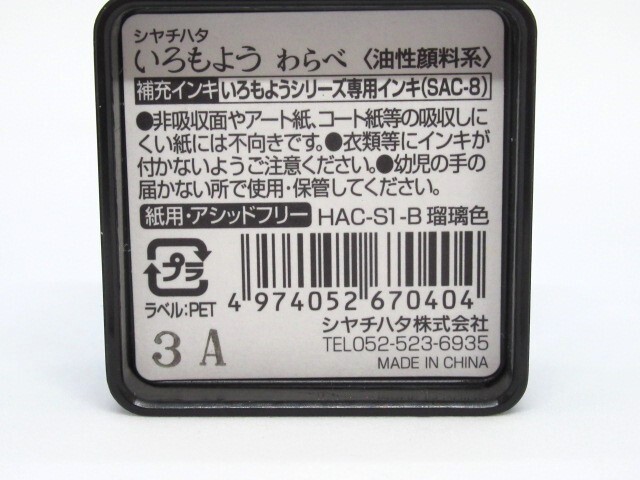 シヤチハタ
いろもよう わらべ〈油性顔料系〉
補充インキ いろもようシリーズ専用インキ(SAC-8)
●非吸収面やアート紙、コート紙等の吸収しに
くい紙には不向きです。●衣類等にインキが
付かないようご注意ください。●幼児の手の
届かない所で使用・保管してください。
紙用・アシッドフリー HAC-S1-B 瑠璃色
プラ
ラベル:PET
4 974052 670404
シヤチハタ株式会社
TEL052-523-6935
MADE IN CHINA
3 A